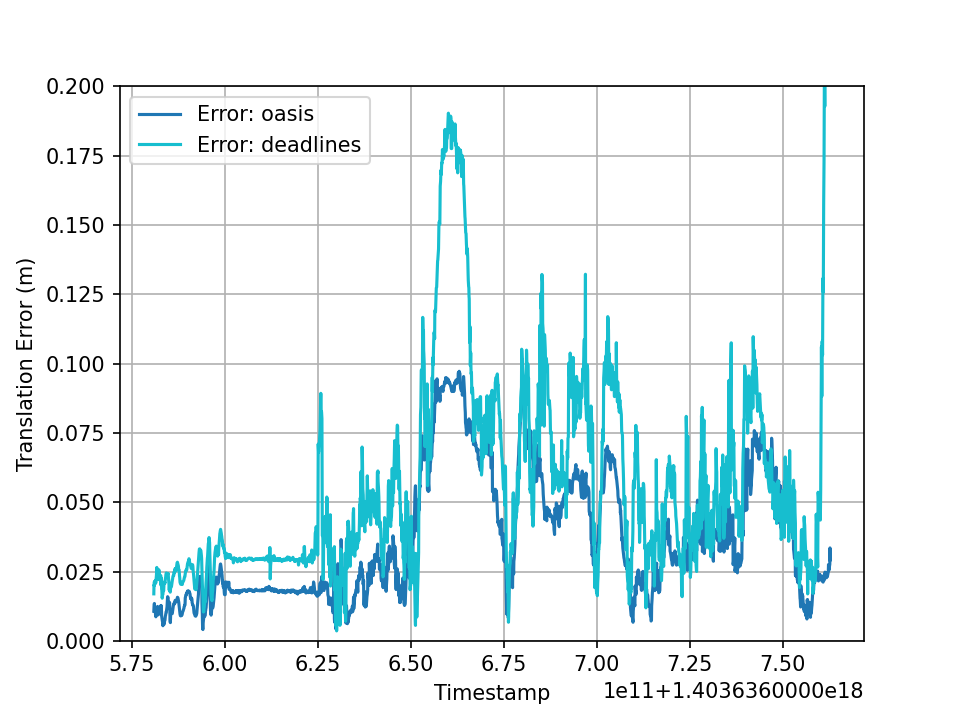 0.200
0.175
0.150
0.125
0.100
0.075
0.050
0.025
0.000
Translation Error (m)
Error: oasis
Error: deadlines
5.75 6.00 6.25 6.50 6.75 7.00 7.25 7.50
Timestamp
1e11+1.4036360000e18